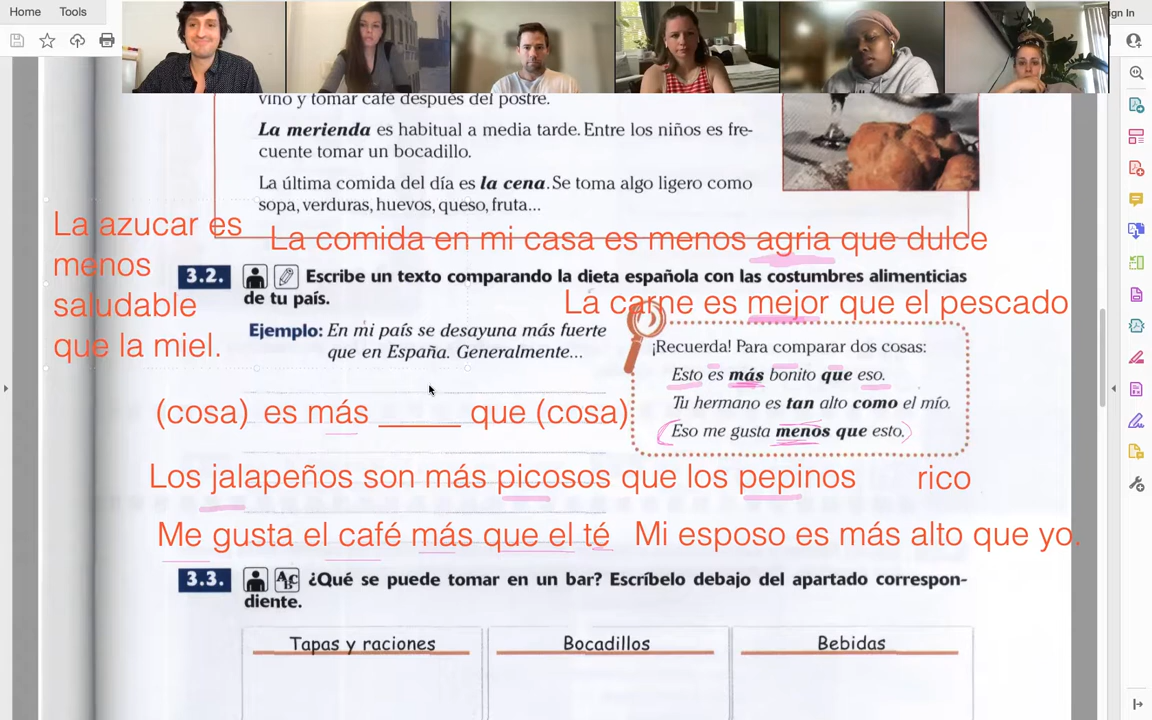 Home Tools
Sign In
vino y tomar café después del postre.
La merienda es habitual a media tarde. Entre los niños es fre-
cuente tomar un bocadillo.
La última comida del día es la cena. Se toma algo ligero como
sopa, verduras, huevos, queso, fruta...
La azucar es
menos
saludable
que la miel.
La comida en mi casa es menos agria que dulce
3.2. Escribe un texto comparando la dieta española con las costumbres alimenticias
de tu país.
La carne es mejor que el pescado
Ejemplo: En mi país se desayuna más fuerte
que en España. Generalmente...
¡Recuerda! Para comparar dos cosas:
Esto es más bonito que eso.
Tu hermano es tan alto como el mío.
Eso me gusta menos que esto.
(cosa) es más _____ que (cosa)
Los jalapeños son más picosos que los pepinos rico
Me gusta el café más que el té Mi esposo es más alto que yo.
3.3. ABC ¿Qué se puede tomar en un bar? Escríbelo debajo del apartado correspon-
diente.
Tapas y raciones Bocadillos Bebidas